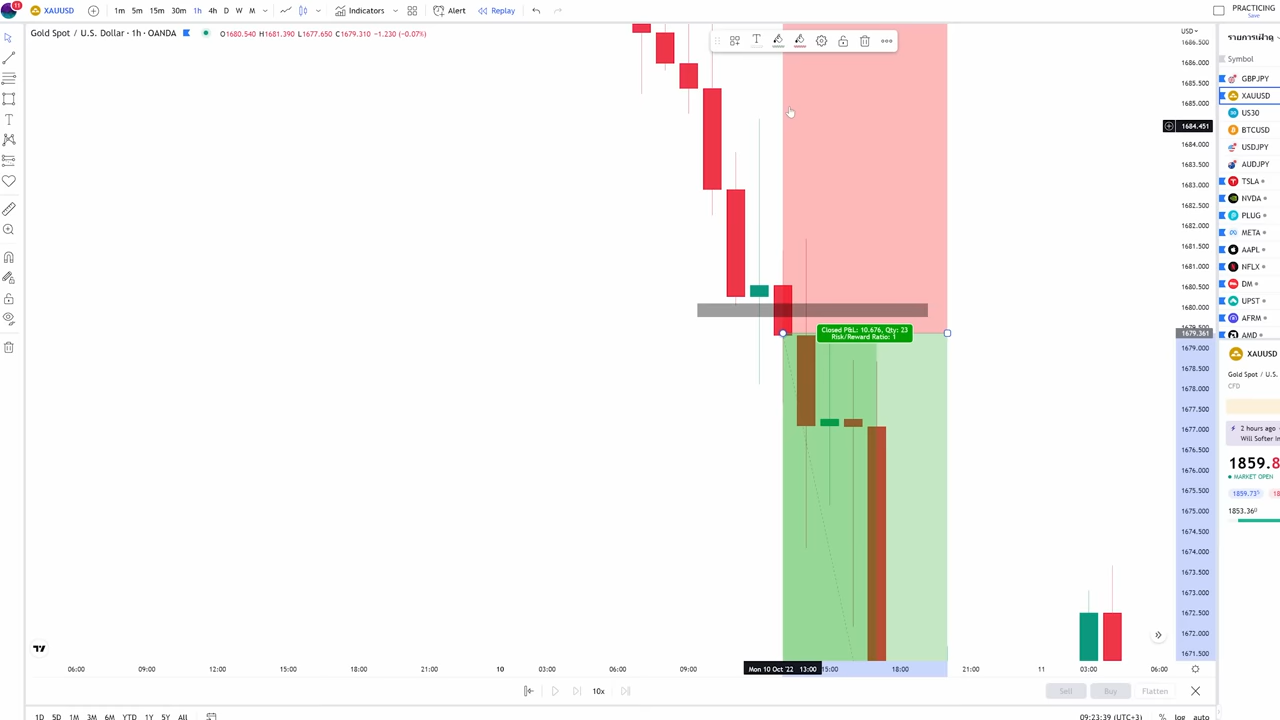 11
XAUUSD
1m 5m 15m 30m 1h 4h D W M
Indicators
Alert
Replay
PRACTICING
Save
Gold Spot / U.S. Dollar · 1h · OANDA
O1680.540 H1681.390 L1677.650 C1679.310 −1.230 (−0.07%)
USD
1686.500
1686.000
1685.500
1685.000
1684.451
1684.000
1683.500
1683.000
1682.500
1682.000
1681.500
1681.000
1680.500
1680.000
1679.361
1679.000
1678.500
1678.000
1677.500
1677.000
1676.500
1676.000
1675.500
1675.000
1674.500
1674.000
1673.500
1673.000
1672.500
1672.000
1671.500
Closed P&L: 10.676, Qty: 23
Risk/Reward Ratio: 1
รายการเฝ้าดู
Symbol
GBPJPY
XAUUSD
US30
BTCUSD
USDJPY
AUDJPY
TSLA
NVDA
PLUG
META
AAPL
NFLX
DM
UPST
AFRM
AMD
XAUUSD
Gold Spot / U.S.
CFD
2 hours ago
Will Softer In
1859.8
MARKET OPEN
1859.73
18
1853.36
06:00 09:00 12:00 15:00 18:00 21:00 10 03:00 06:00 09:00 Mon 10 Oct '22 13:00 15:00 18:00 21:00 11 03:00 06:00
10x
Sell Buy Flatten
1D 5D 1M 3M 6M YTD 1Y 5Y All
09:23:39 (UTC+3) % log auto